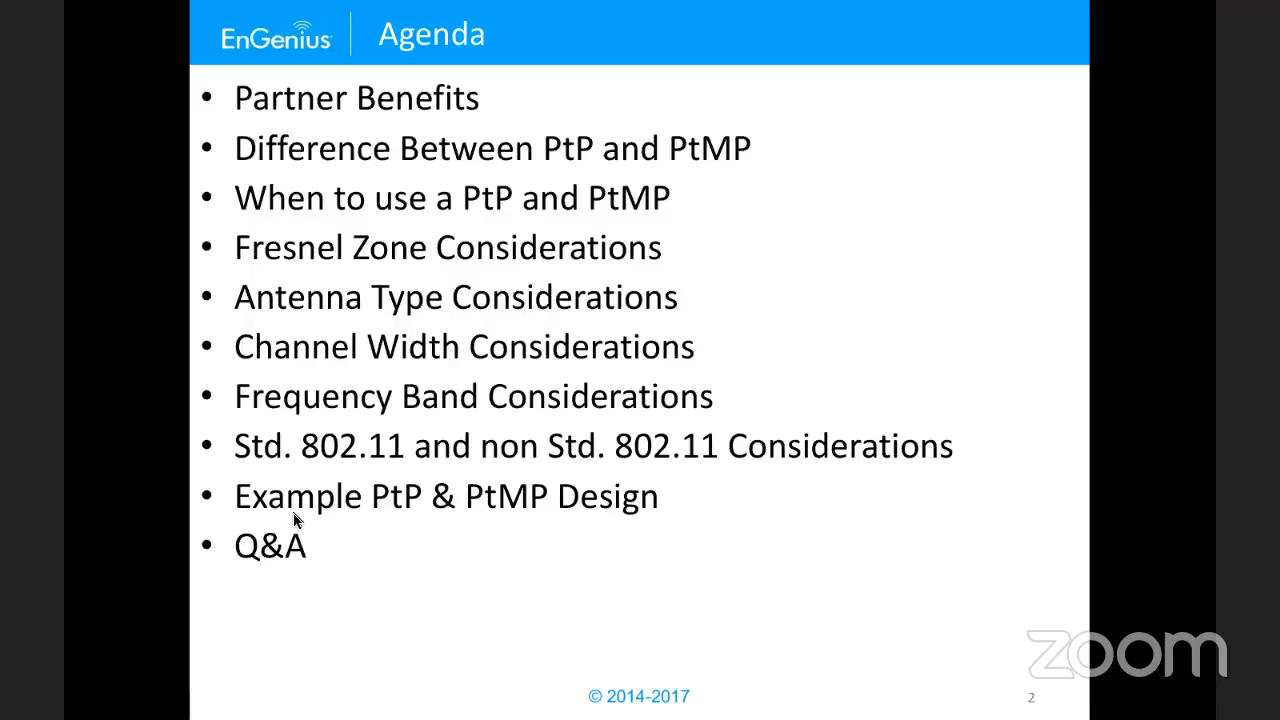 EnGenius
Agenda
• Partner Benefits
• Difference Between PtP and PtMP
• When to use a PtP and PtMP
• Fresnel Zone Considerations
• Antenna Type Considerations
• Channel Width Considerations
• Frequency Band Considerations
• Std. 802.11 and non Std. 802.11 Considerations
• Example PtP & PtMP Design
• Q&A
zoom
© 2014-2017
2